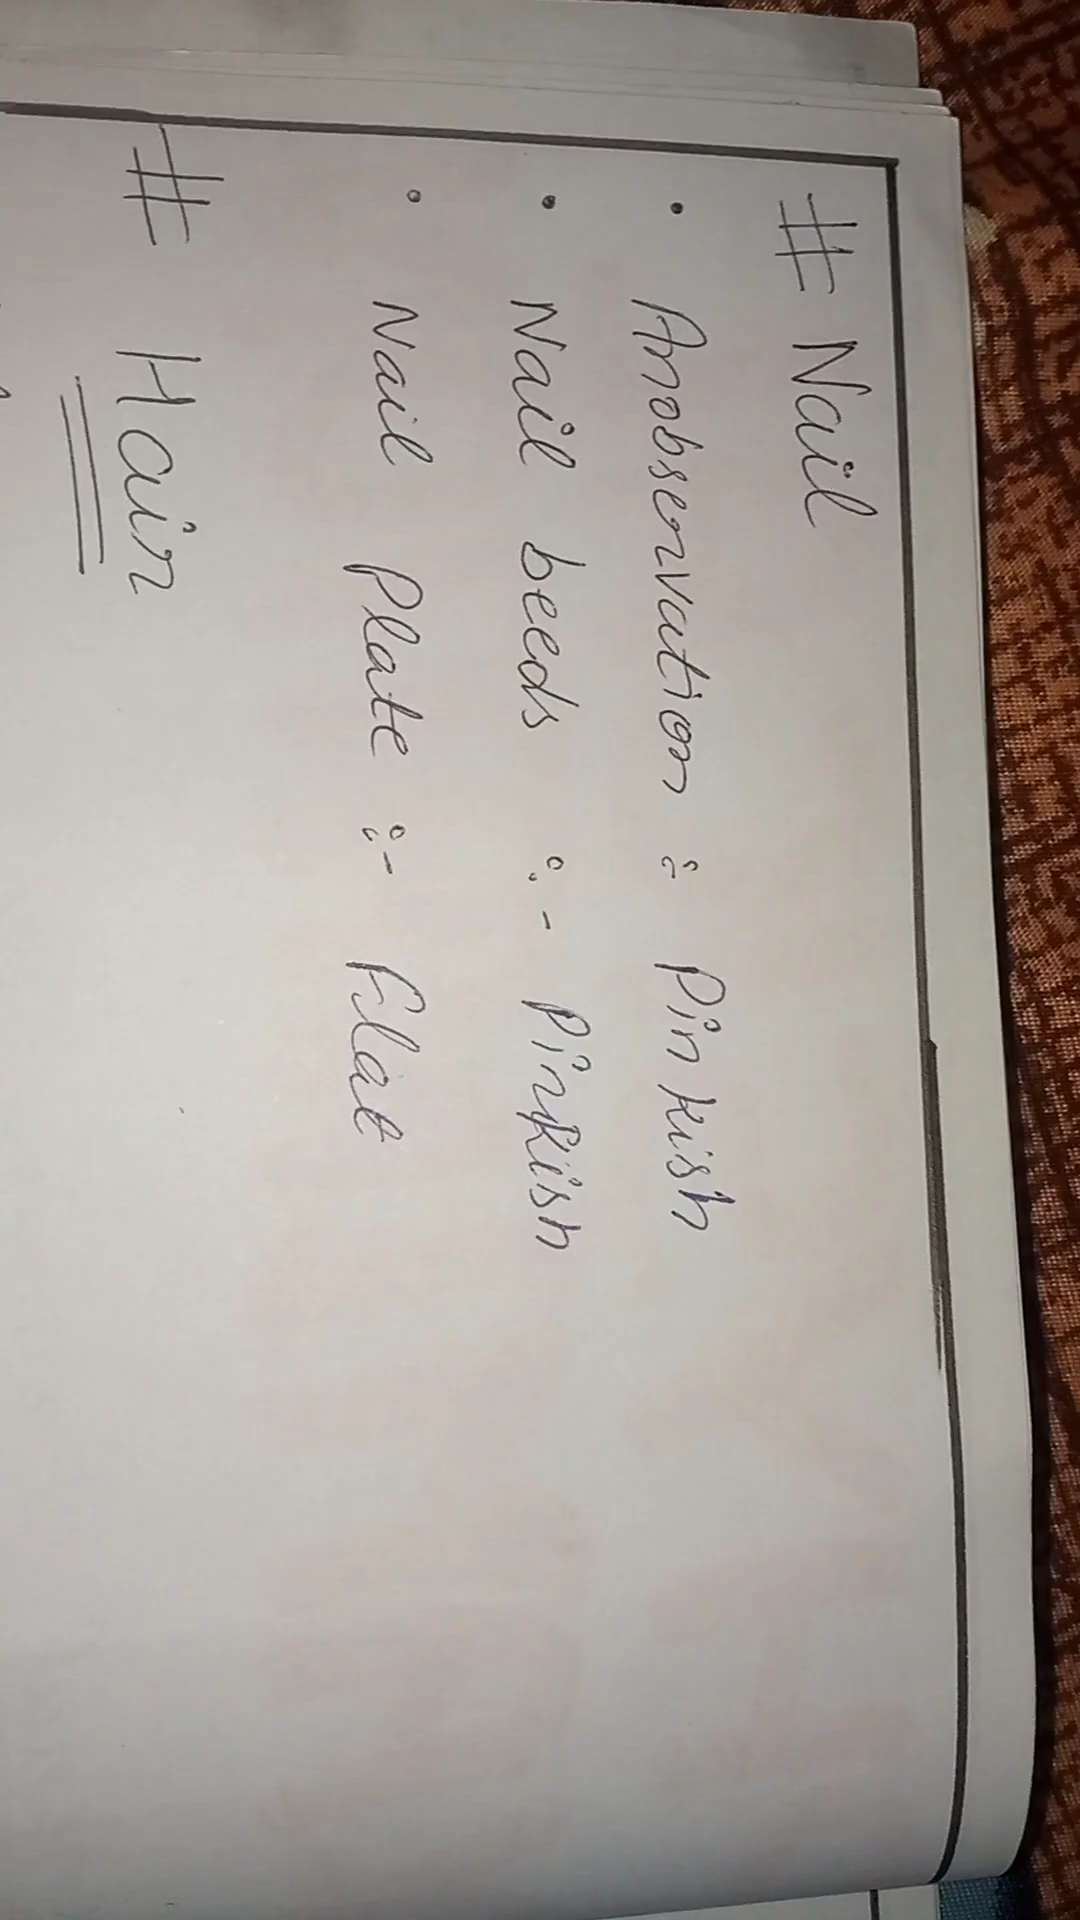 # Nail
• Anobservation :- Pinkish
• Nail beeds :- Pinkish
• Nail Plate :- Flat
# Hair